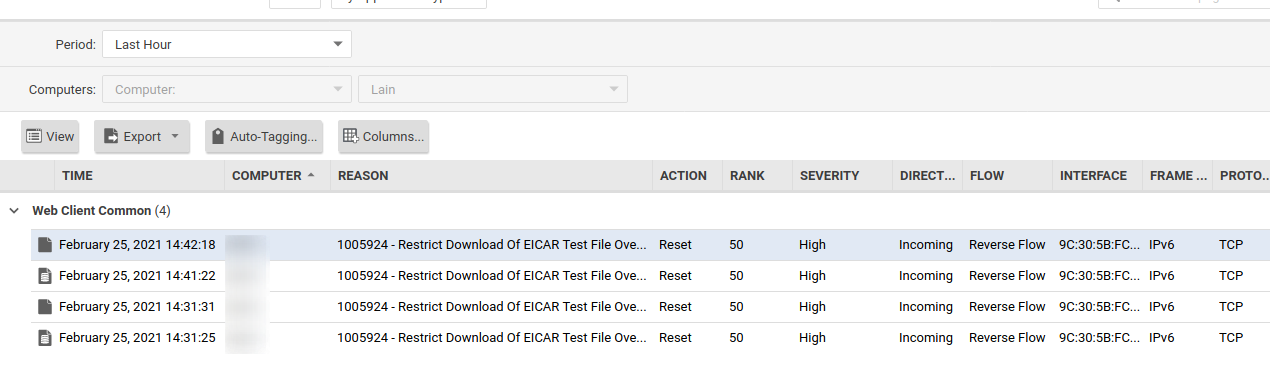 Period: Last Hour
Computers: Computer: Lain
View Export Auto-Tagging... Columns...
TIME COMPUTER REASON ACTION RANK SEVERITY DIRECT... FLOW INTERFACE FRAME ... PROTO...
Web Client Common (4)
February 25, 2021 14:42:18 1005924 - Restrict Download Of EICAR Test File Ove... Reset 50 High Incoming Reverse Flow 9C:30:5B:FC... IPv6 TCP
February 25, 2021 14:41:22 1005924 - Restrict Download Of EICAR Test File Ove... Reset 50 High Incoming Reverse Flow 9C:30:5B:FC... IPv6 TCP
February 25, 2021 14:31:31 1005924 - Restrict Download Of EICAR Test File Ove... Reset 50 High Incoming Reverse Flow 9C:30:5B:FC... IPv6 TCP
February 25, 2021 14:31:25 1005924 - Restrict Download Of EICAR Test File Ove... Reset 50 High Incoming Reverse Flow 9C:30:5B:FC... IPv6 TCP